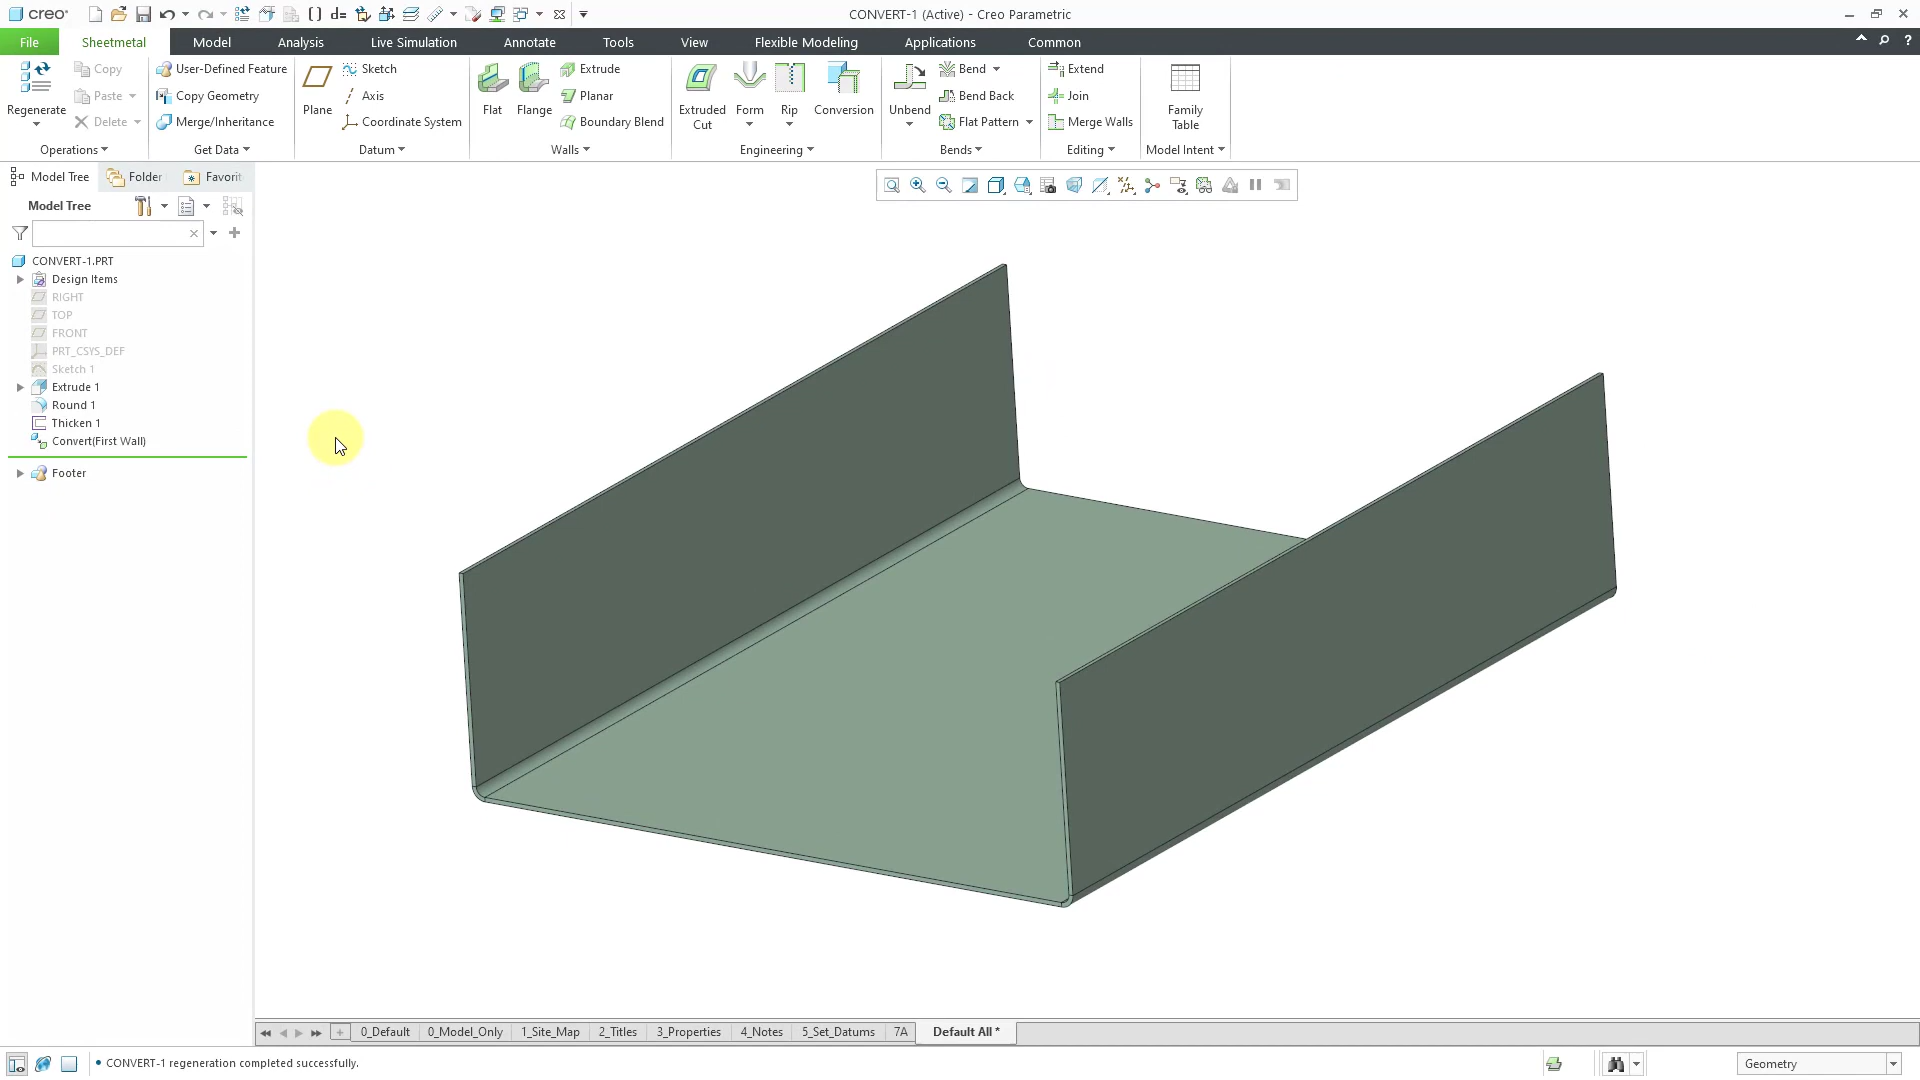 creo
d=
CONVERT-1 (Active) - Creo Parametric
File
Sheetmetal
Model
Analysis
Live Simulation
Annotate
Tools
View
Flexible Modeling
Applications
Common
?
Regenerate
Copy
Paste
Delete
Operations
User-Defined Feature
Copy Geometry
Merge/Inheritance
Get Data
Plane
Sketch
Axis
Coordinate System
Datum
Flat
Flange
Extrude
Planar
Boundary Blend
Walls
Extruded
Cut
Form
Rip
Conversion
Engineering
Unbend
Bend
Bend Back
Flat Pattern
Bends
Extend
Join
Merge Walls
Editing
Family
Table
Model Intent
Model Tree
Folder
Favorit
Model Tree
CONVERT-1.PRT
Design Items
RIGHT
TOP
FRONT
PRT_CSYS_DEF
Sketch 1
Extrude 1
Round 1
Thicken 1
Convert(First Wall)
Footer
0_Default
0_Model_Only
1_Site_Map
2_Titles
3_Properties
4_Notes
5_Set_Datums
7A
Default All *
• CONVERT-1 regeneration completed successfully.
Geometry